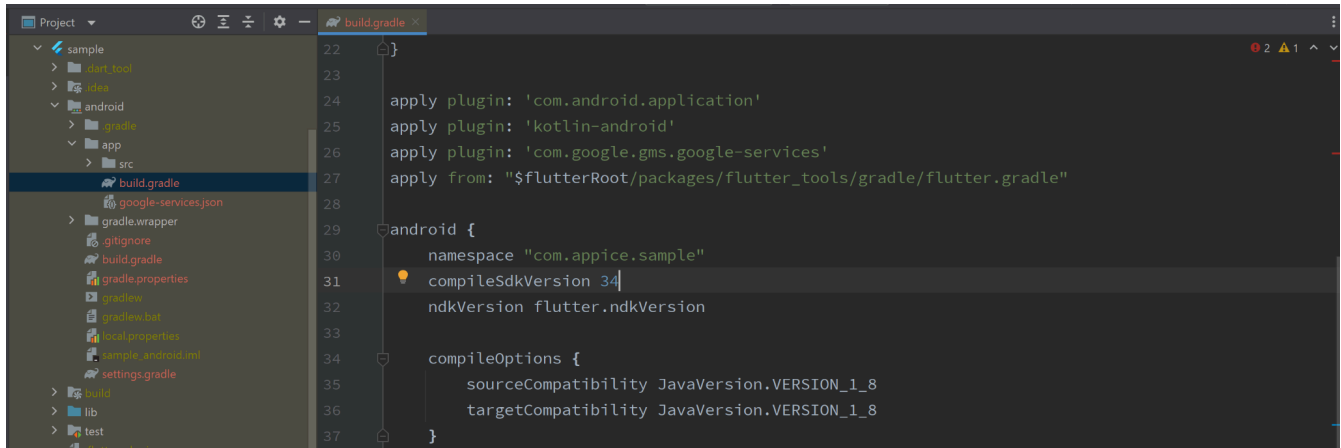 Project
build.gradle
sample
.dart_tool
.idea
android
.gradle
app
src
build.gradle
google-services.json
gradle.wrapper
.gitignore
build.gradle
gradle.properties
gradlew
gradlew.bat
local.properties
sample_android.iml
settings.gradle
build
lib
test
22 }
23
24 apply plugin: 'com.android.application'
25 apply plugin: 'kotlin-android'
26 apply plugin: 'com.google.gms.google-services'
27 apply from: "$flutterRoot/packages/flutter_tools/gradle/flutter.gradle"
28
29 android {
30 namespace "com.appice.sample"
31 compileSdkVersion 34
32 ndkVersion flutter.ndkVersion
33
34 compileOptions {
35 sourceCompatibility JavaVersion.VERSION_1_8
36 targetCompatibility JavaVersion.VERSION_1_8
37 }
2 1